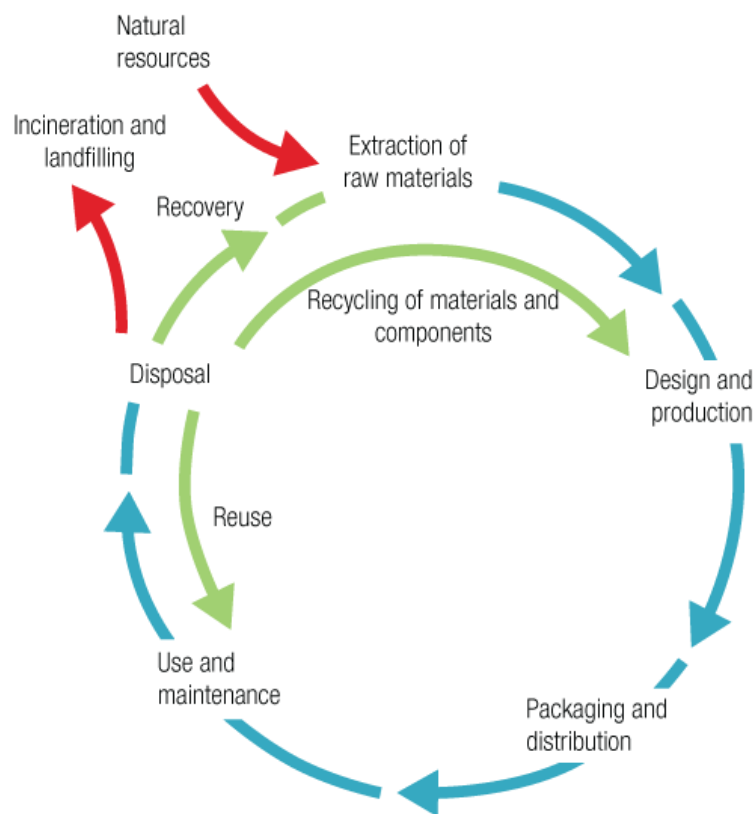 Natural
resources
Incineration and
landfilling
Extraction of
raw materials
Recovery
Recycling of materials and
components
Disposal
Design and
production
Reuse
Use and
maintenance
Packaging and
distribution